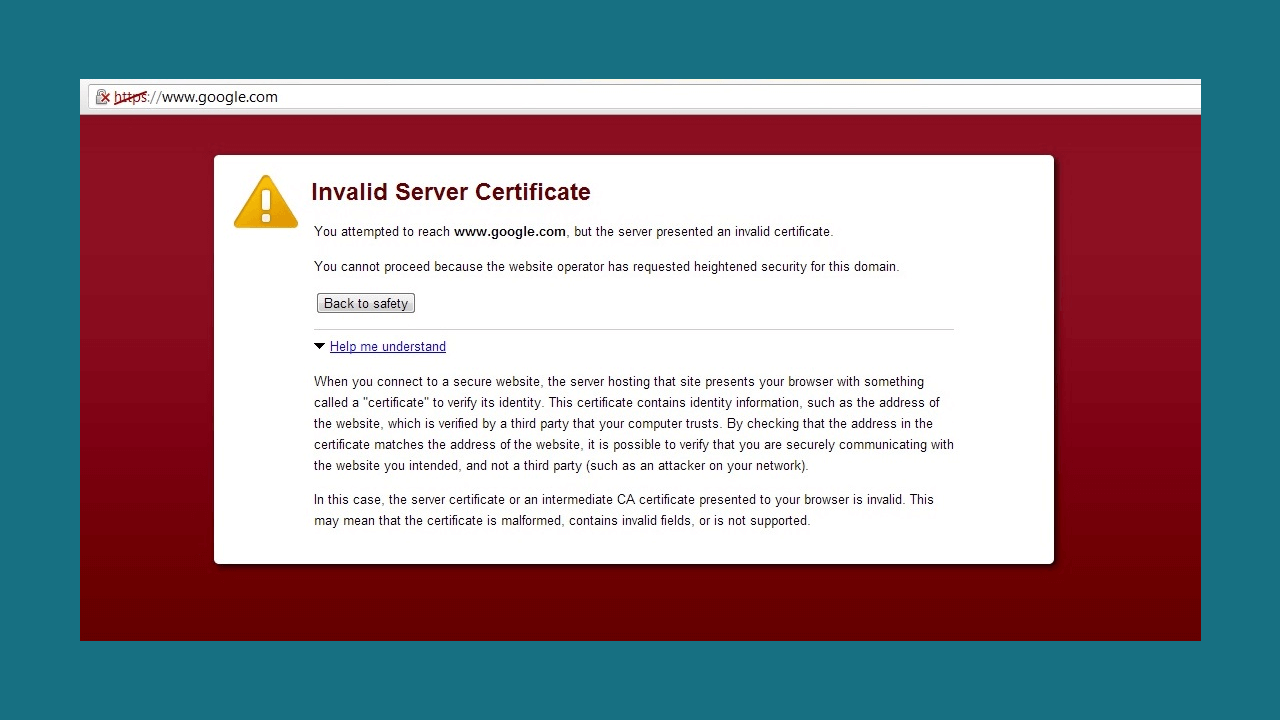 https://www.google.com
Invalid Server Certificate
You attempted to reach www.google.com, but the server presented an invalid certificate.
You cannot proceed because the website operator has requested heightened security for this domain.
Back to safety
Help me understand
When you connect to a secure website, the server hosting that site presents your browser with something
called a "certificate" to verify its identity. This certificate contains identity information, such as the address of
the website, which is verified by a third party that your computer trusts. By checking that the address in the
certificate matches the address of the website, it is possible to verify that you are securely communicating with
the website you intended, and not a third party (such as an attacker on your network).
In this case, the server certificate or an intermediate CA certificate presented to your browser is invalid. This
may mean that the certificate is malformed, contains invalid fields, or is not supported.